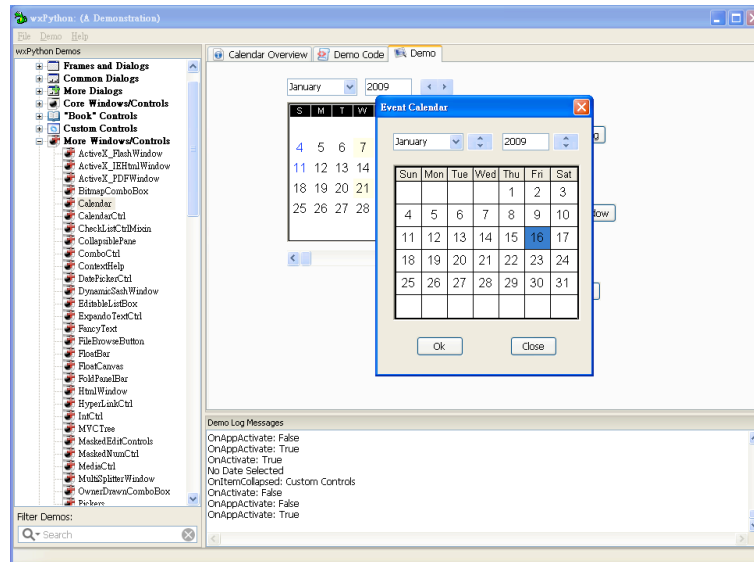 wxPython: (A Demonstration)
File Demo Help
wxPython Demos
Frames and Dialogs
Common Dialogs
More Dialogs
Core Windows/Controls
"Book" Controls
Custom Controls
More Windows/Controls
ActiveX_FlashWindow
ActiveX_IEHtmlWindow
ActiveX_PDFWindow
BitmapComboBox
Calendar
CalendarCtrl
CheckListCtrlMixin
CollapsiblePane
ComboCtrl
ContextHelp
DatePickerCtrl
DynamicSashWindow
EditableListBox
ExpandoTextCtrl
FancyText
FileBrowseButton
FloatBar
FloatCanvas
FoldPanelBar
HtmlWindow
HyperLinkCtrl
IntCtrl
MVCTree
MaskedEditControls
MaskedNumCtrl
MediaCtrl
MultiSplitterWindow
OwnerDrawnComboBox
Pickers
Filter Demos:
Search
Calendar Overview Demo Code Demo
January 2009
S M T W
4 5 6 7
11 12 13 14
18 19 20 21
25 26 27 28
Event Calendar
January 2009
Sun Mon Tue Wed Thu Fri Sat
1 2 3
4 5 6 7 8 9 10
11 12 13 14 15 16 17
18 19 20 21 22 23 24
25 26 27 28 29 30 31
Ok Close
Demo Log Messages
OnAppActivate: False
OnAppActivate: True
OnActivate: True
No Date Selected
OnItemCollapsed: Custom Controls
OnActivate: False
OnAppActivate: False
OnAppActivate: True